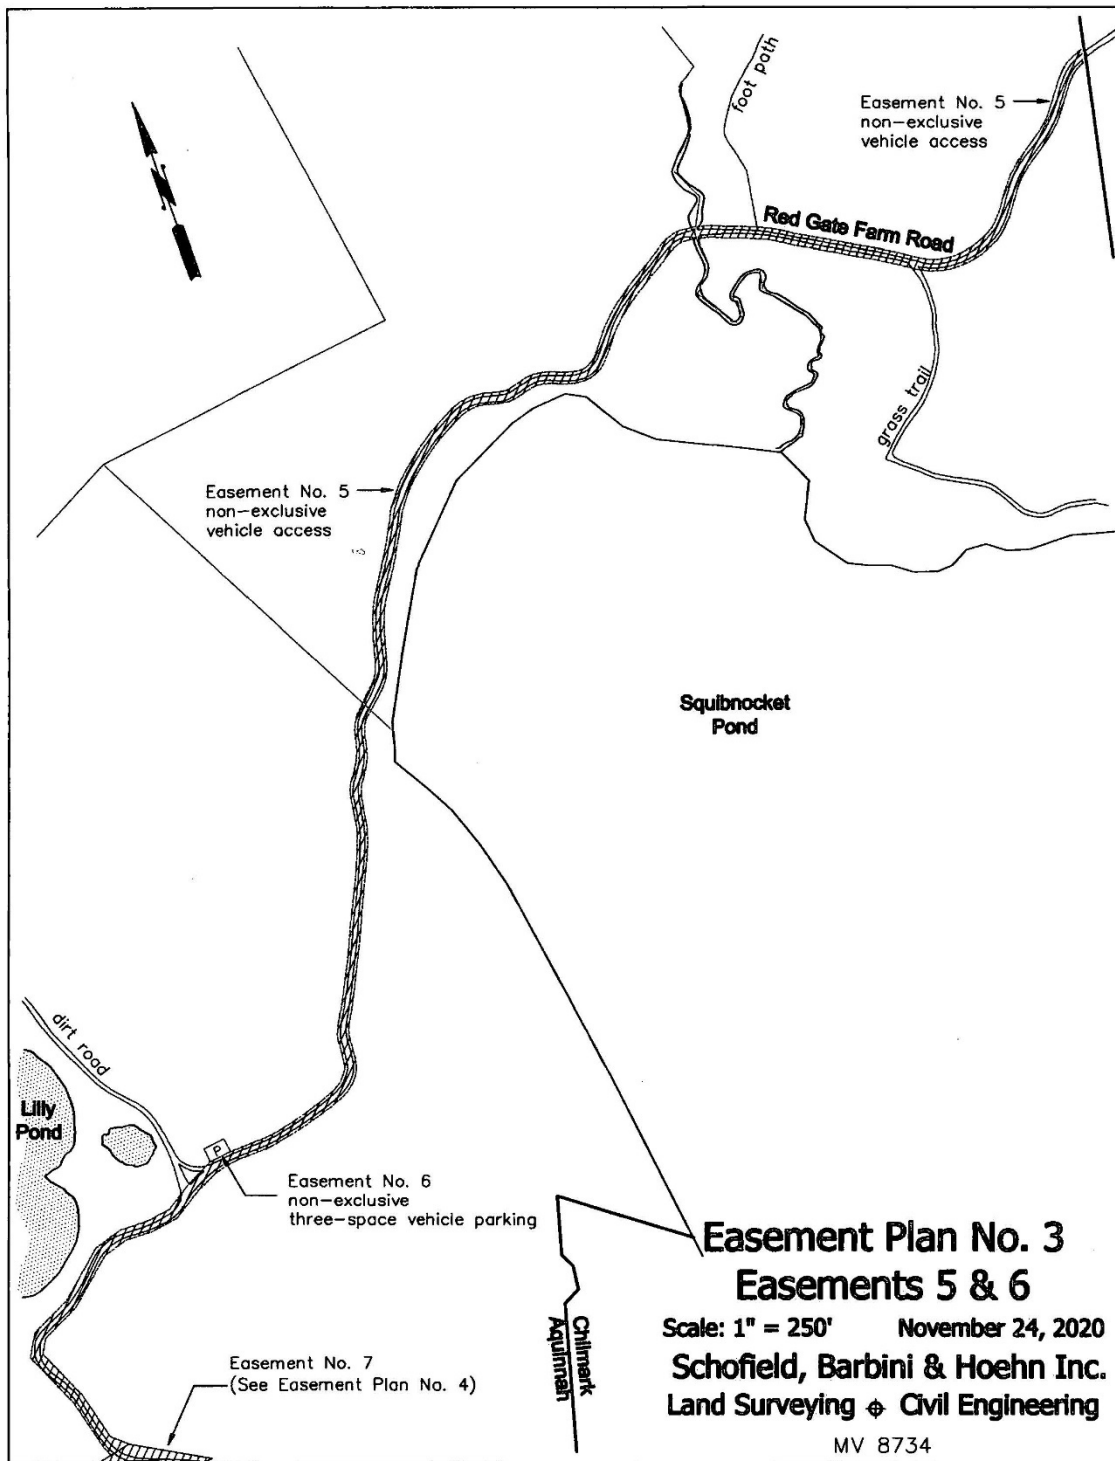 foot path
Easement No. 5
non-exclusive
vehicle access
Red Gate Farm Road
grass trail
Easement No. 5
non-exclusive
vehicle access
Squibnocket
Pond
dirt road
Lilly
Pond
P
Easement No. 6
non-exclusive
three-space vehicle parking
Easement No. 7
(See Easement Plan No. 4)
Chilmark
Aquinnah
Easement Plan No. 3
Easements 5 & 6
Scale: 1" = 250' November 24, 2020
Schofield, Barbini & Hoehn Inc.
Land Surveying Civil Engineering
MV 8734